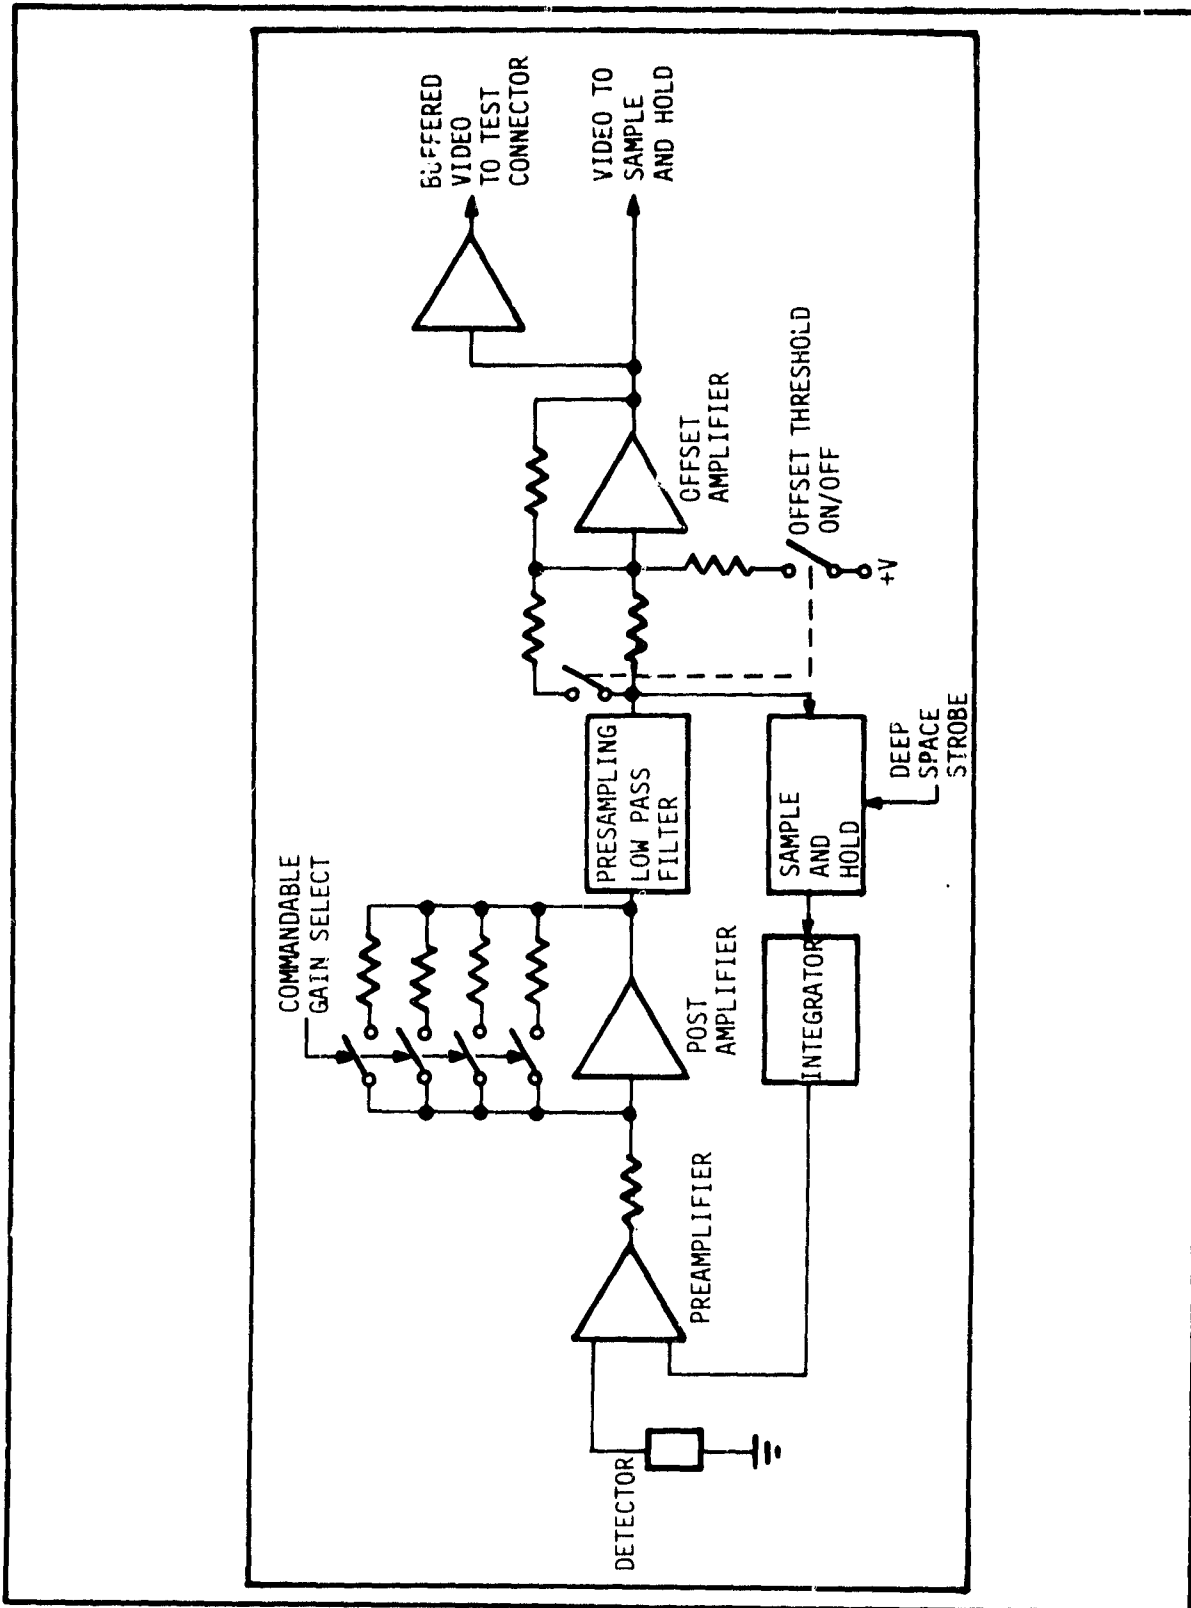 COMMANDABLE
GAIN SELECT
BUFFERED
VIDEO
TO TEST
CONNECTOR
VIDEO TO
SAMPLE
AND HOLD
DETECTOR
PREAMPLIFIER
POST
AMPLIFIER
PRESAMPLING
LOW PASS
FILTER
OFFSET
AMPLIFIER
OFFSET THRESHOLD
ON/OFF
+V
INTEGRATOR
SAMPLE
AND
HOLD
DEEP
SPACE
STROBE